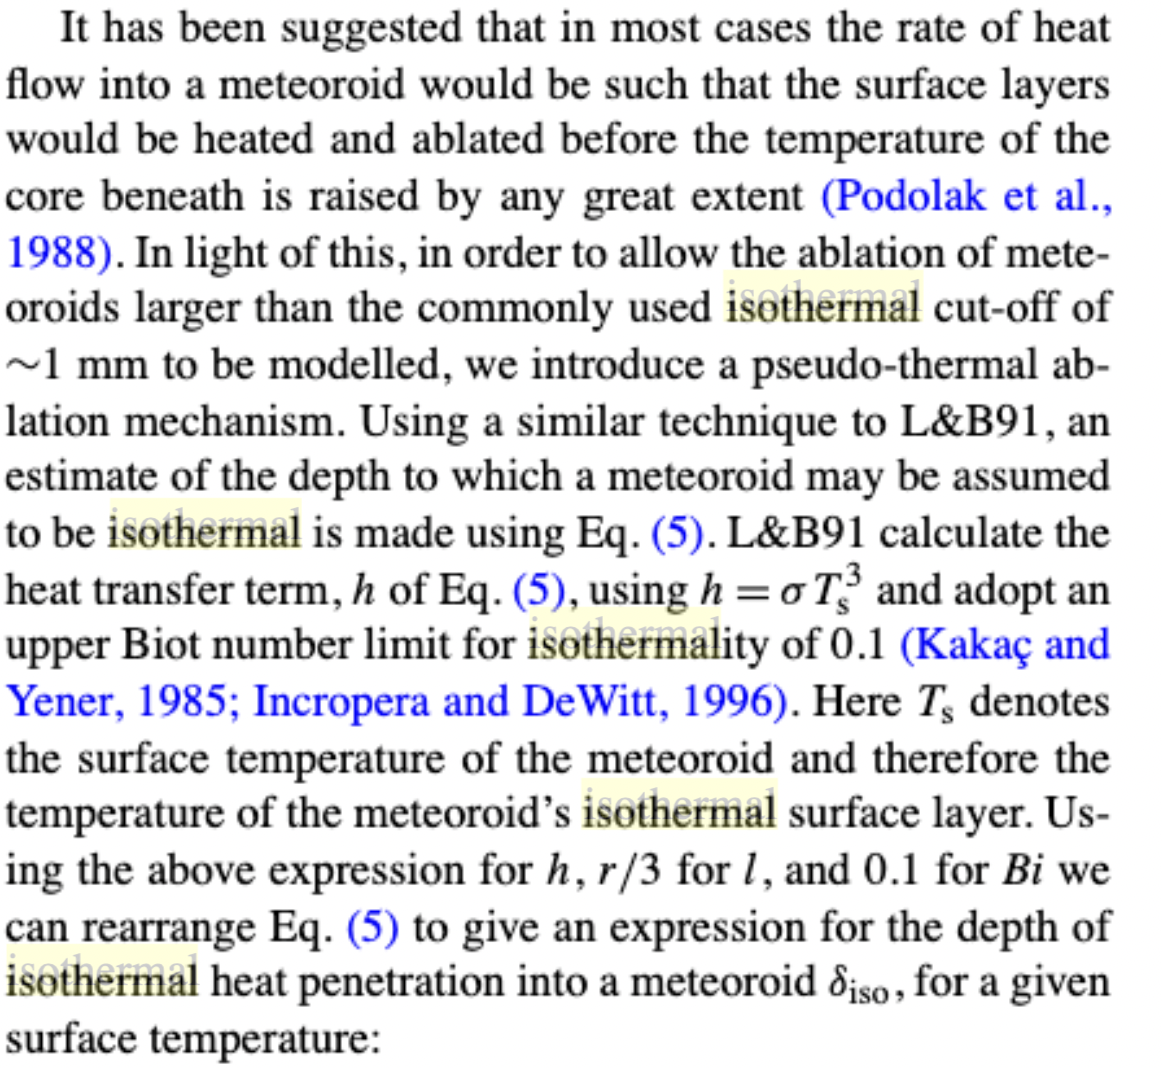 It has been suggested that in most cases the rate of heat
flow into a meteoroid would be such that the surface layers
would be heated and ablated before the temperature of the
core beneath is raised by any great extent (Podolak et al.,
1988). In light of this, in order to allow the ablation of mete-
oroids larger than the commonly used isothermal cut-off of
∼1 mm to be modelled, we introduce a pseudo-thermal ab-
lation mechanism. Using a similar technique to L&B91, an
estimate of the depth to which a meteoroid may be assumed
to be isothermal is made using Eq. (5). L&B91 calculate the
heat transfer term, h of Eq. (5), using h = σT_s^3 and adopt an
upper Biot number limit for isothermality of 0.1 (Kakaç and
Yener, 1985; Incropera and DeWitt, 1996). Here T_s denotes
the surface temperature of the meteoroid and therefore the
temperature of the meteoroid's isothermal surface layer. Us-
ing the above expression for h, r/3 for l, and 0.1 for Bi we
can rearrange Eq. (5) to give an expression for the depth of
isothermal heat penetration into a meteoroid δ_iso, for a given
surface temperature: